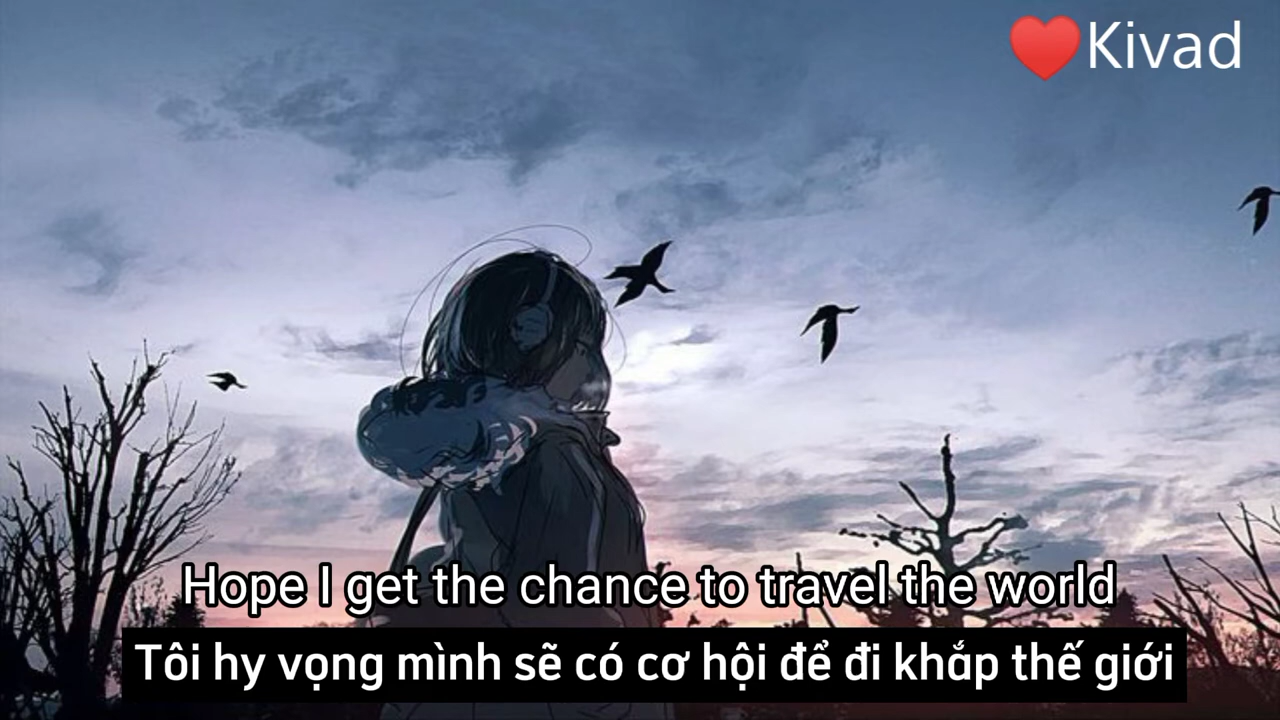 ❤️Kivad
Hope I get the chance to travel the world
Tôi hy vọng mình sẽ có cơ hội để đi khắp thế giới